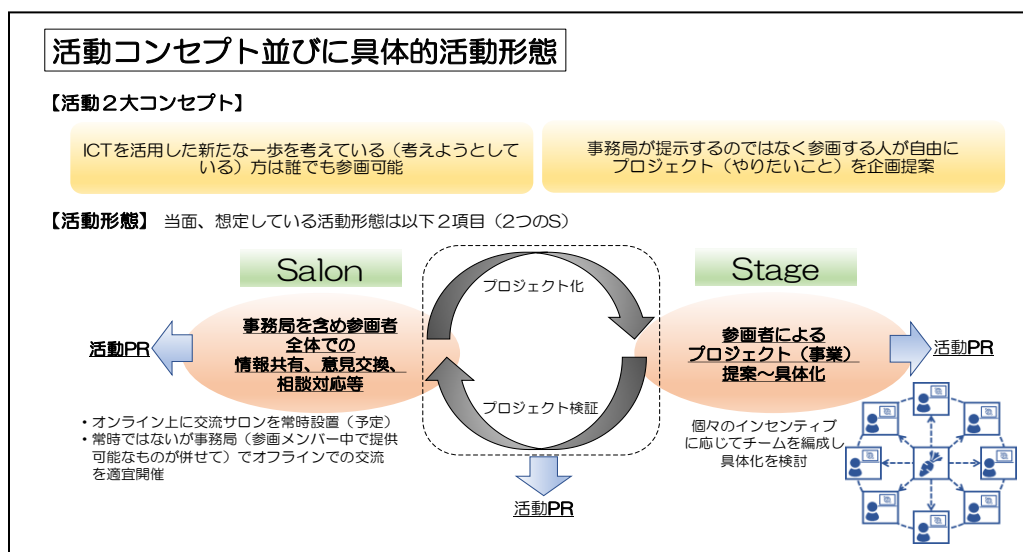 活動コンセプト並びに具体的活動形態
【活動２大コンセプト】
ICTを活用した新たな一歩を考えている（考えようとして
いる）方は誰でも参画可能
事務局が提示するのではなく参画する人が自由に
プロジェクト（やりたいこと）を企画提案
【活動形態】 当面、想定している活動形態は以下２項目（2つのS）
Salon
事務局を含め参画者
全体での
情報共有、意見交換、
相談対応等
活動PR
・オンライン上に交流サロンを常時設置（予定）
・常時ではないが事務局（参画メンバー中で提供
可能なものが併せて）でオフラインでの交流
を適宜開催
プロジェクト化
プロジェクト検証
活動PR
Stage
参画者による
プロジェクト（事業）
提案～具体化
活動PR
個々のインセンティブ
に応じてチームを編成し
具体化を検討